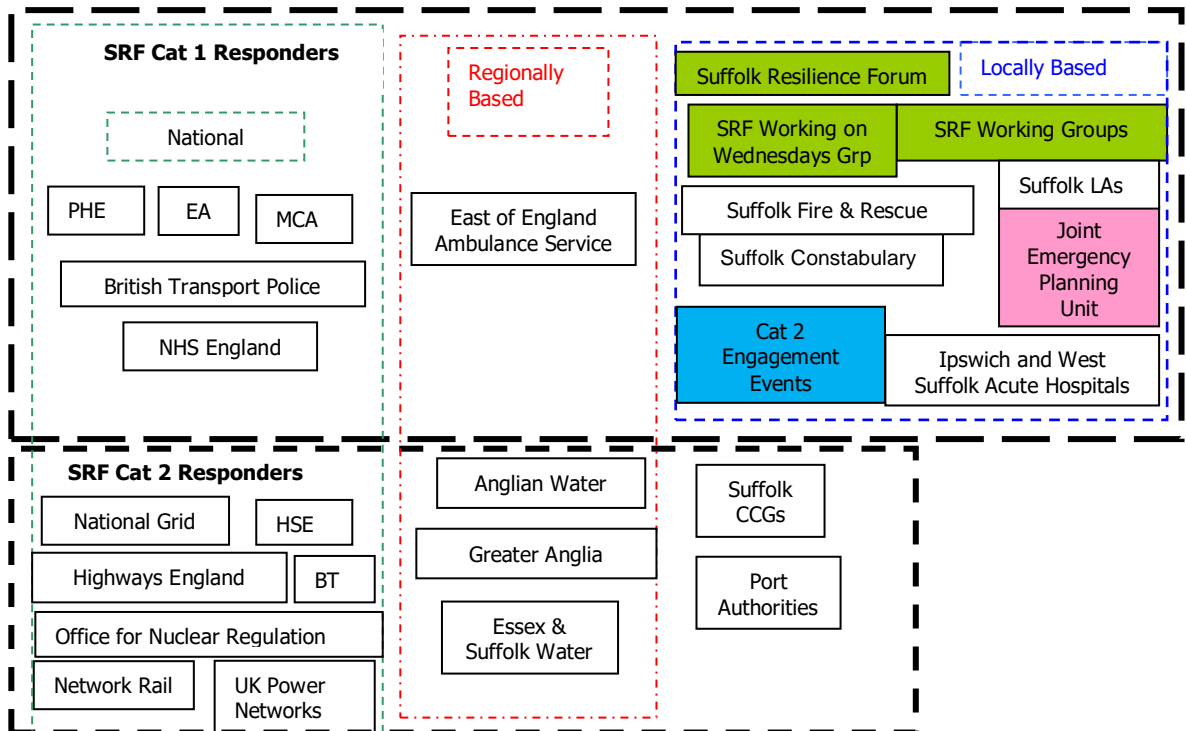 SRF Cat 1 Responders
National
PHE
EA
MCA
British Transport Police
NHS England
Regionally
Based
East of England
Ambulance Service
Suffolk Resilience Forum
Locally Based
SRF Working on
Wednesdays Grp
SRF Working Groups
Suffolk LAs
Suffolk Fire & Rescue
Suffolk Constabulary
Joint
Emergency
Planning
Unit
Cat 2
Engagement
Events
Ipswich and West
Suffolk Acute Hospitals
SRF Cat 2 Responders
National Grid
HSE
Highways England
BT
Office for Nuclear Regulation
Network Rail
UK Power
Networks
Anglian Water
Greater Anglia
Essex &
Suffolk Water
Suffolk
CCGs
Port
Authorities